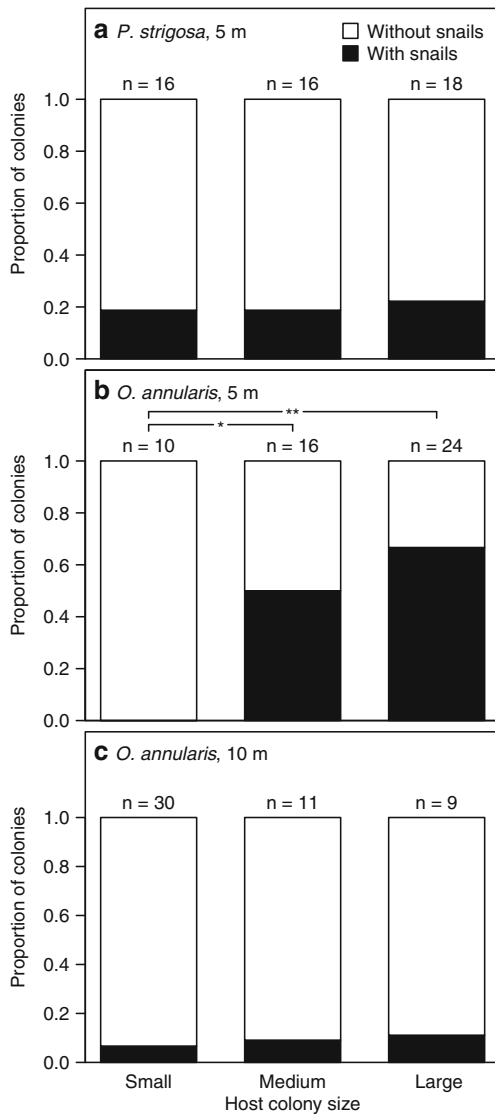 a P. strigosa, 5 m
Without snails
With snails
n = 16 n = 16 n = 18
1.0
0.8
0.6
0.4
0.2
0.0
Proportion of colonies
b O. annularis, 5 m
**
*
n = 10 n = 16 n = 24
1.0
0.8
0.6
0.4
0.2
0.0
Proportion of colonies
c O. annularis, 10 m
n = 30 n = 11 n = 9
1.0
0.8
0.6
0.4
0.2
0.0
Proportion of colonies
Small Medium Large
Host colony size